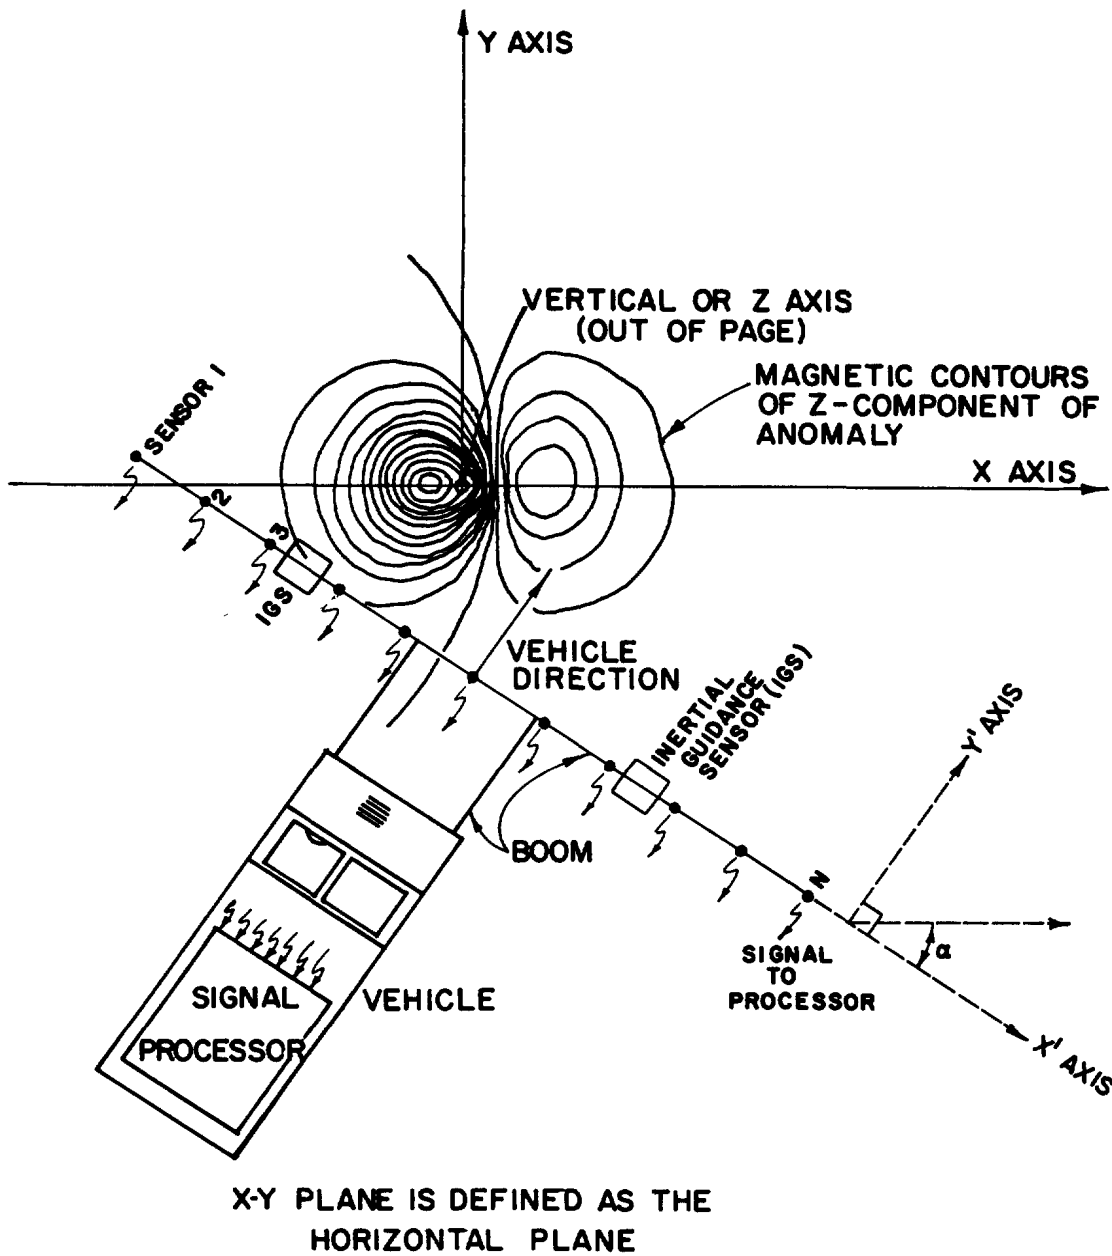 Y AXIS
VERTICAL OR Z AXIS
(OUT OF PAGE)
MAGNETIC CONTOURS
OF Z-COMPONENT OF
ANOMALY
X AXIS
SENSOR 1
2
3
IGS
VEHICLE
DIRECTION
INERTIAL
GUIDANCE
SENSOR (IGS)
Y' AXIS
BOOM
N
α
SIGNAL
TO
PROCESSOR
X' AXIS
SIGNAL
PROCESSOR
VEHICLE
X-Y PLANE IS DEFINED AS THE
HORIZONTAL PLANE